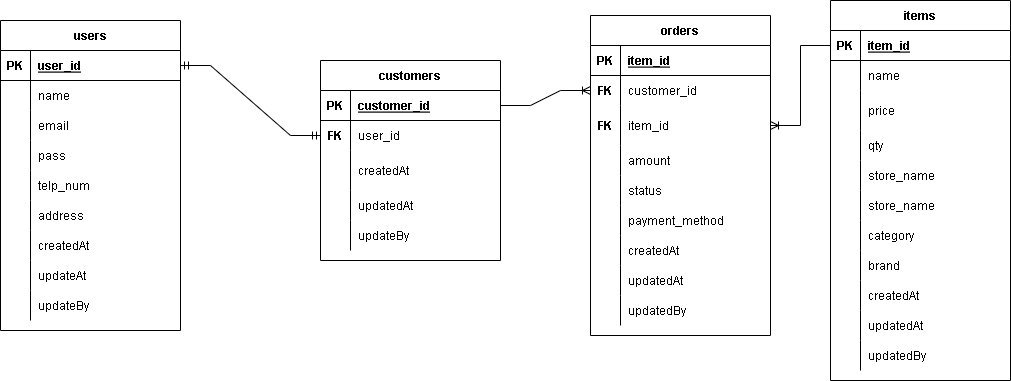 users
PK user_id
name
email
pass
telp_num
address
createdAt
updateAt
updateBy
customers
PK customer_id
FK user_id
createdAt
updatedAt
updateBy
orders
PK item_id
FK customer_id
FK item_id
amount
status
payment_method
createdAt
updatedAt
updatedBy
items
PK item_id
name
price
qty
store_name
store_name
category
brand
createdAt
updatedAt
updatedBy